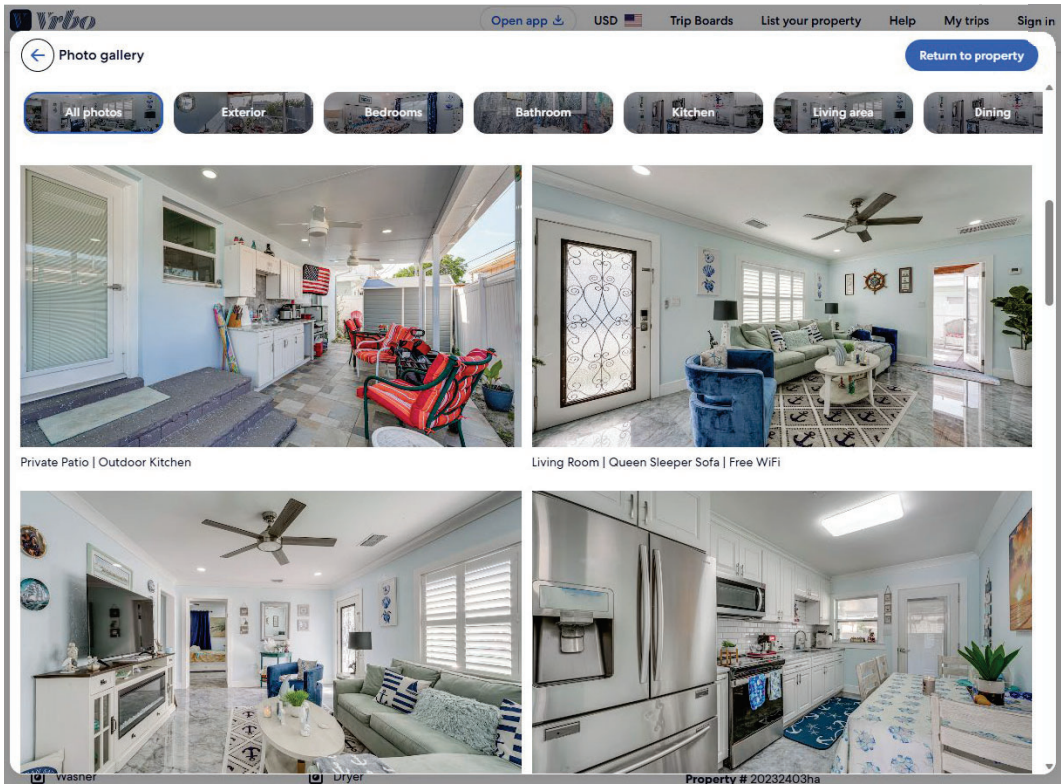 Vrbo Open app USD Trip Boards List your property Help My trips Sign in
Photo gallery Return to property
All photos Exterior Bedrooms Bathroom Kitchen Living area Dining
Private Patio | Outdoor Kitchen Living Room | Queen Sleeper Sofa | Free WiFi
Washer Dryer Property # 20232403ha